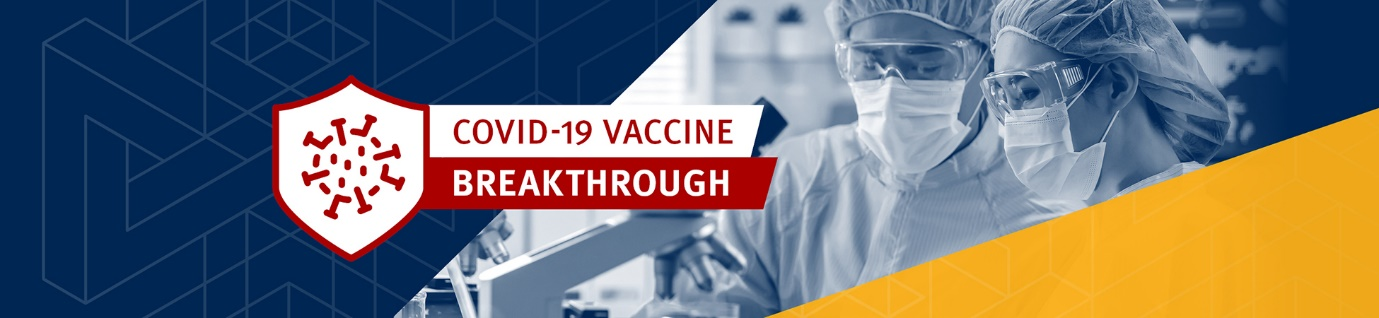 COVID-19 VACCINE
BREAKTHROUGH